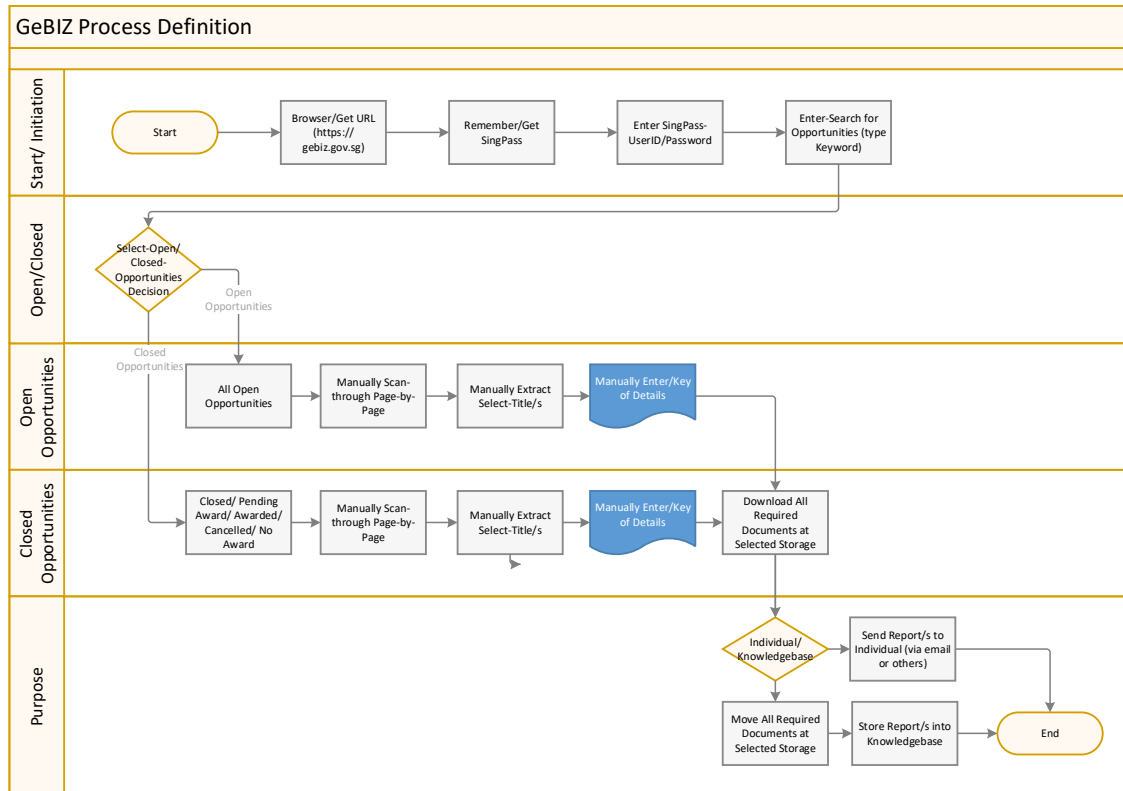 GeBIZ Process Definition
Start/ Initiation
Start
Browser/Get URL
(https://
gebiz.gov.sg)
Remember/Get
SingPass
Enter SingPass-
UserID/Password
Enter-Search for
Opportunities (type
Keyword)
Open/Closed
Select-Open/
Closed-
Opportunities
Decision
Open
Opportunities
Closed
Opportunities
Open
Opportunities
All Open
Opportunities
Manually Scan-
through Page-by-
Page
Manually Extract
Select-Title/s
Manually Enter/Key
of Details
Closed
Opportunities
Closed/ Pending
Award/ Awarded/
Cancelled/ No
Award
Manually Scan-
through Page-by-
Page
Manually Extract
Select-Title/s
Manually Enter/Key
of Details
Download All
Required
Documents at
Selected Storage
Purpose
Individual/
Knowledgebase
Send Report/s to
Individual (via email
or others)
Move All Required
Documents at
Selected Storage
Store Report/s into
Knowledgebase
End